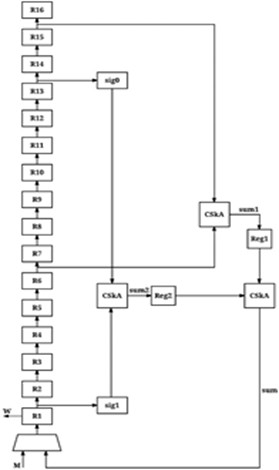 R16
R15
R14
sig0
R13
R12
R11
R10
R9
R8
CSkA
sum1
R7
Reg1
R6
CSkA
sum2
Reg2
CSkA
R5
R4
R3
R2
sum
W
R1
sig1
M